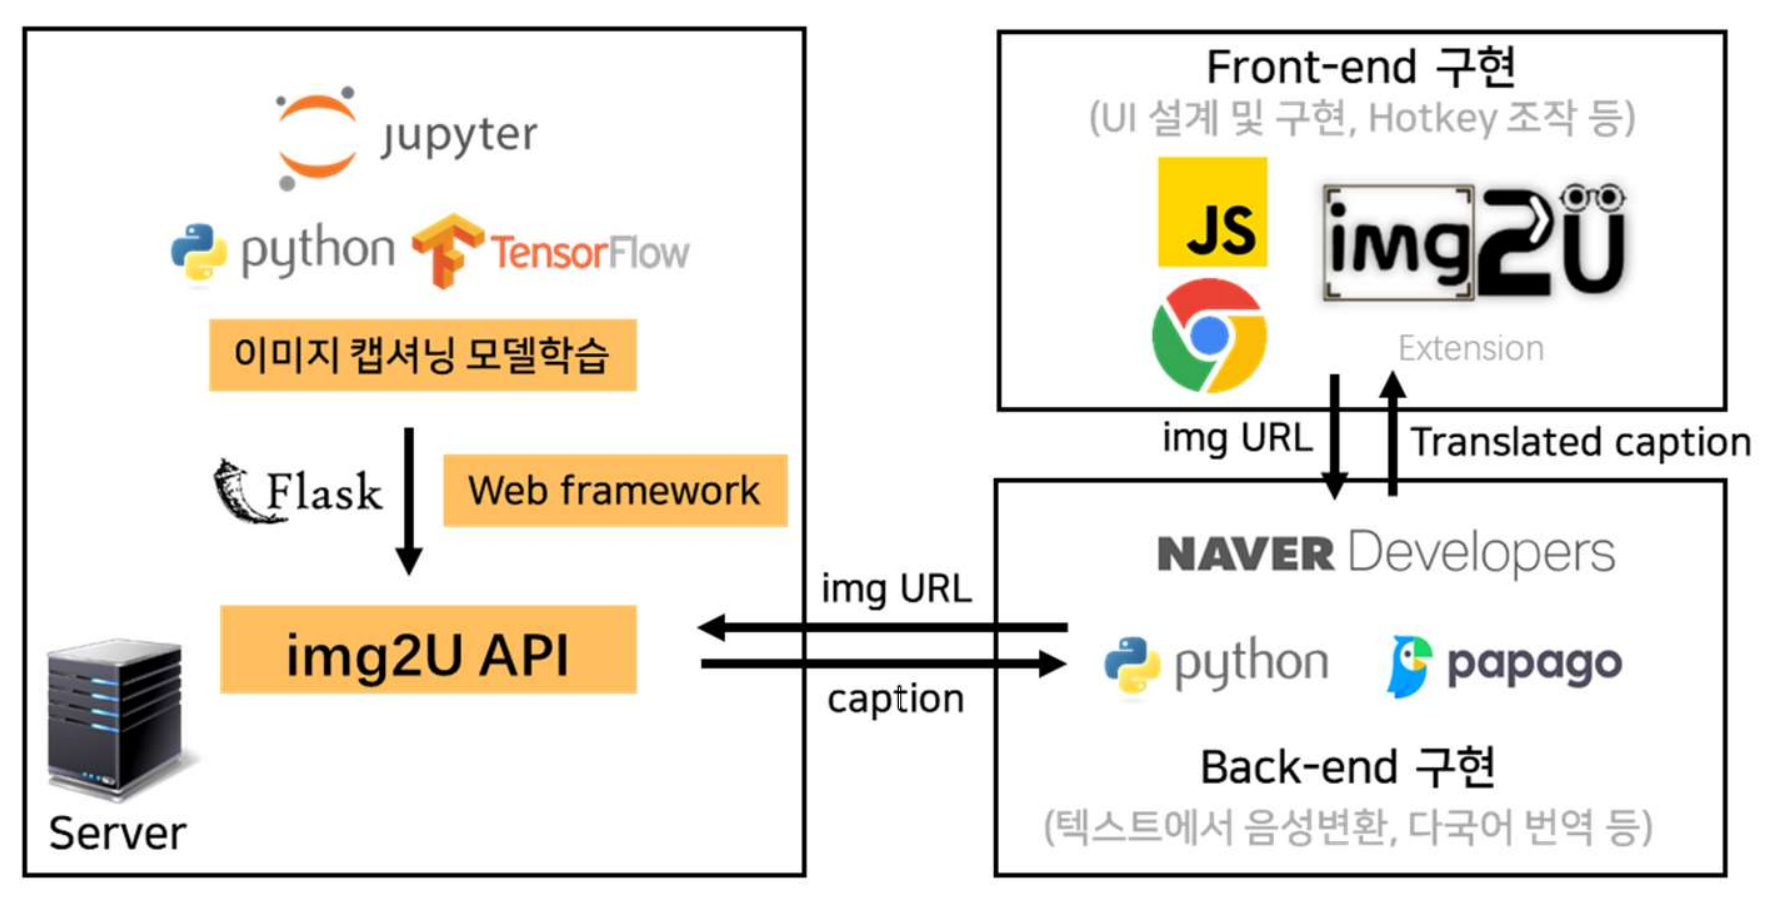 jupyter
python
TensorFlow
이미지 캡셔닝 모델학습
Flask
Web framework
img2U API
Server
img URL
caption
Front-end 구현
(UI 설계 및 구현, Hotkey 조작 등)
JS
img2U
Extension
img URL
Translated caption
NAVER Developers
python
papago
Back-end 구현
(텍스트에서 음성변환, 다국어 번역 등)